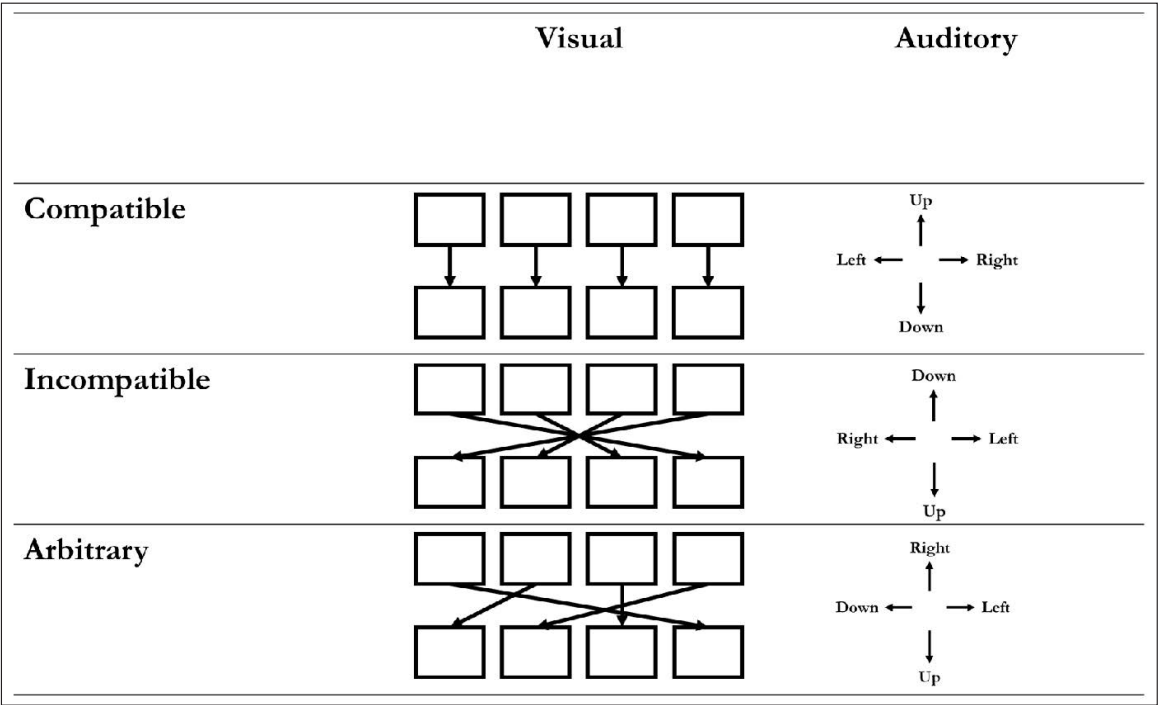 Visual Auditory
Compatible
Up
Left Right
Down
Incompatible
Down
Right Left
Up
Arbitrary
Right
Down Left
Up